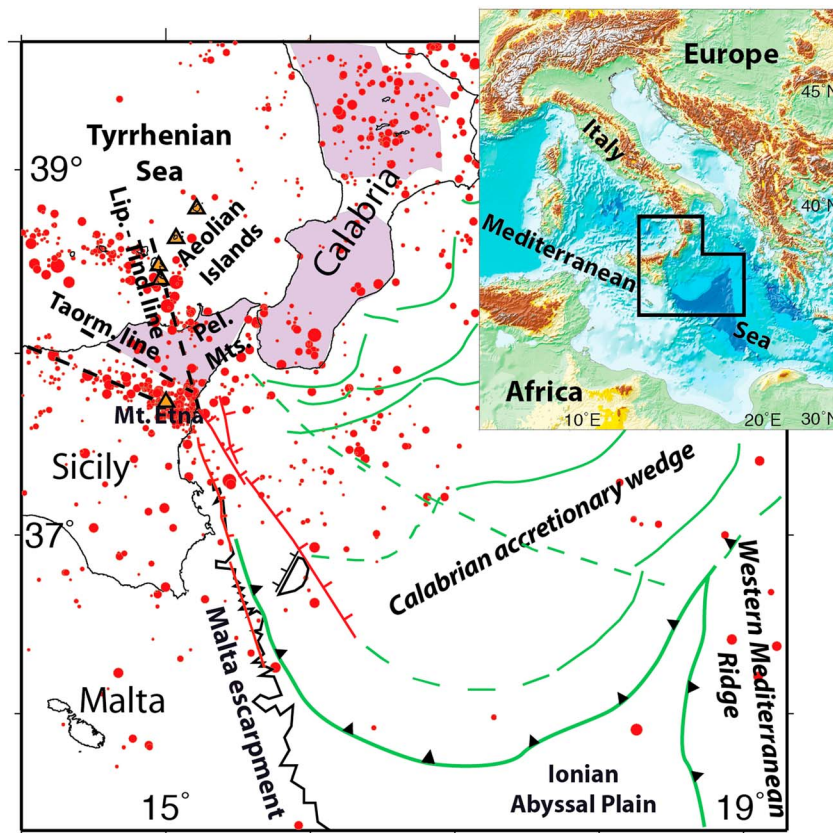 Europe
45 N
Italy
40 N
Mediterranean
Sea
Africa
10°E
20°E
30°N
Tyrrhenian
Sea
39°
Lip. - Tind. line
Aeolian
Islands
Calabria
Taorm. line
Pel.
Mts.
Mt. Etna
Sicily
37°
Calabrian accretionary wedge
Malta escarpment
Western Mediterranean
Ridge
Malta
Ionian
Abyssal Plain
15°
19°